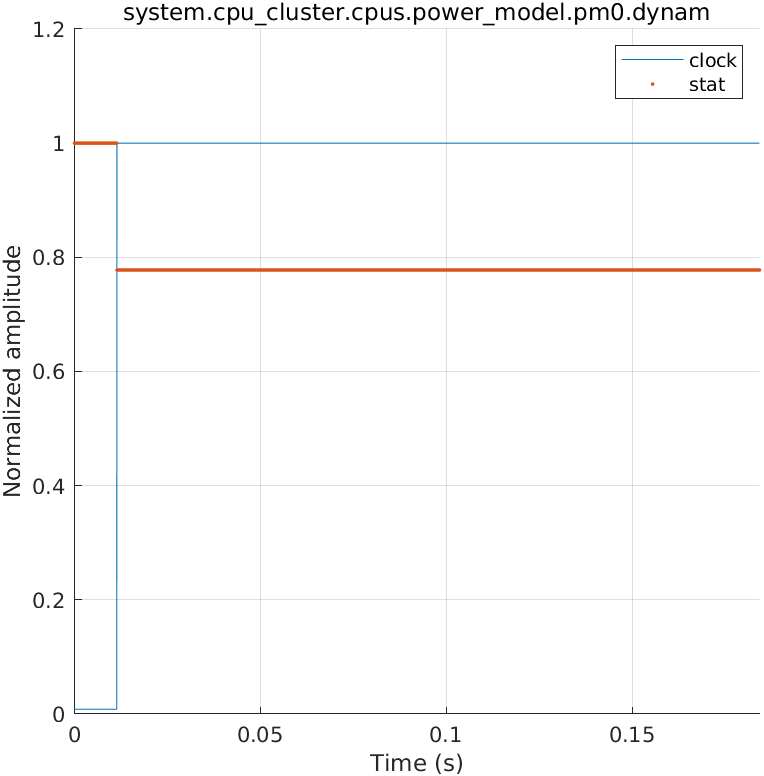 system.cpu_cluster.cpus.power_model.pm0.dynam
1.2
clock
stat
1
0.8
0.6
0.4
0.2
0
Normalized amplitude
0 0.05 0.1 0.15
Time (s)